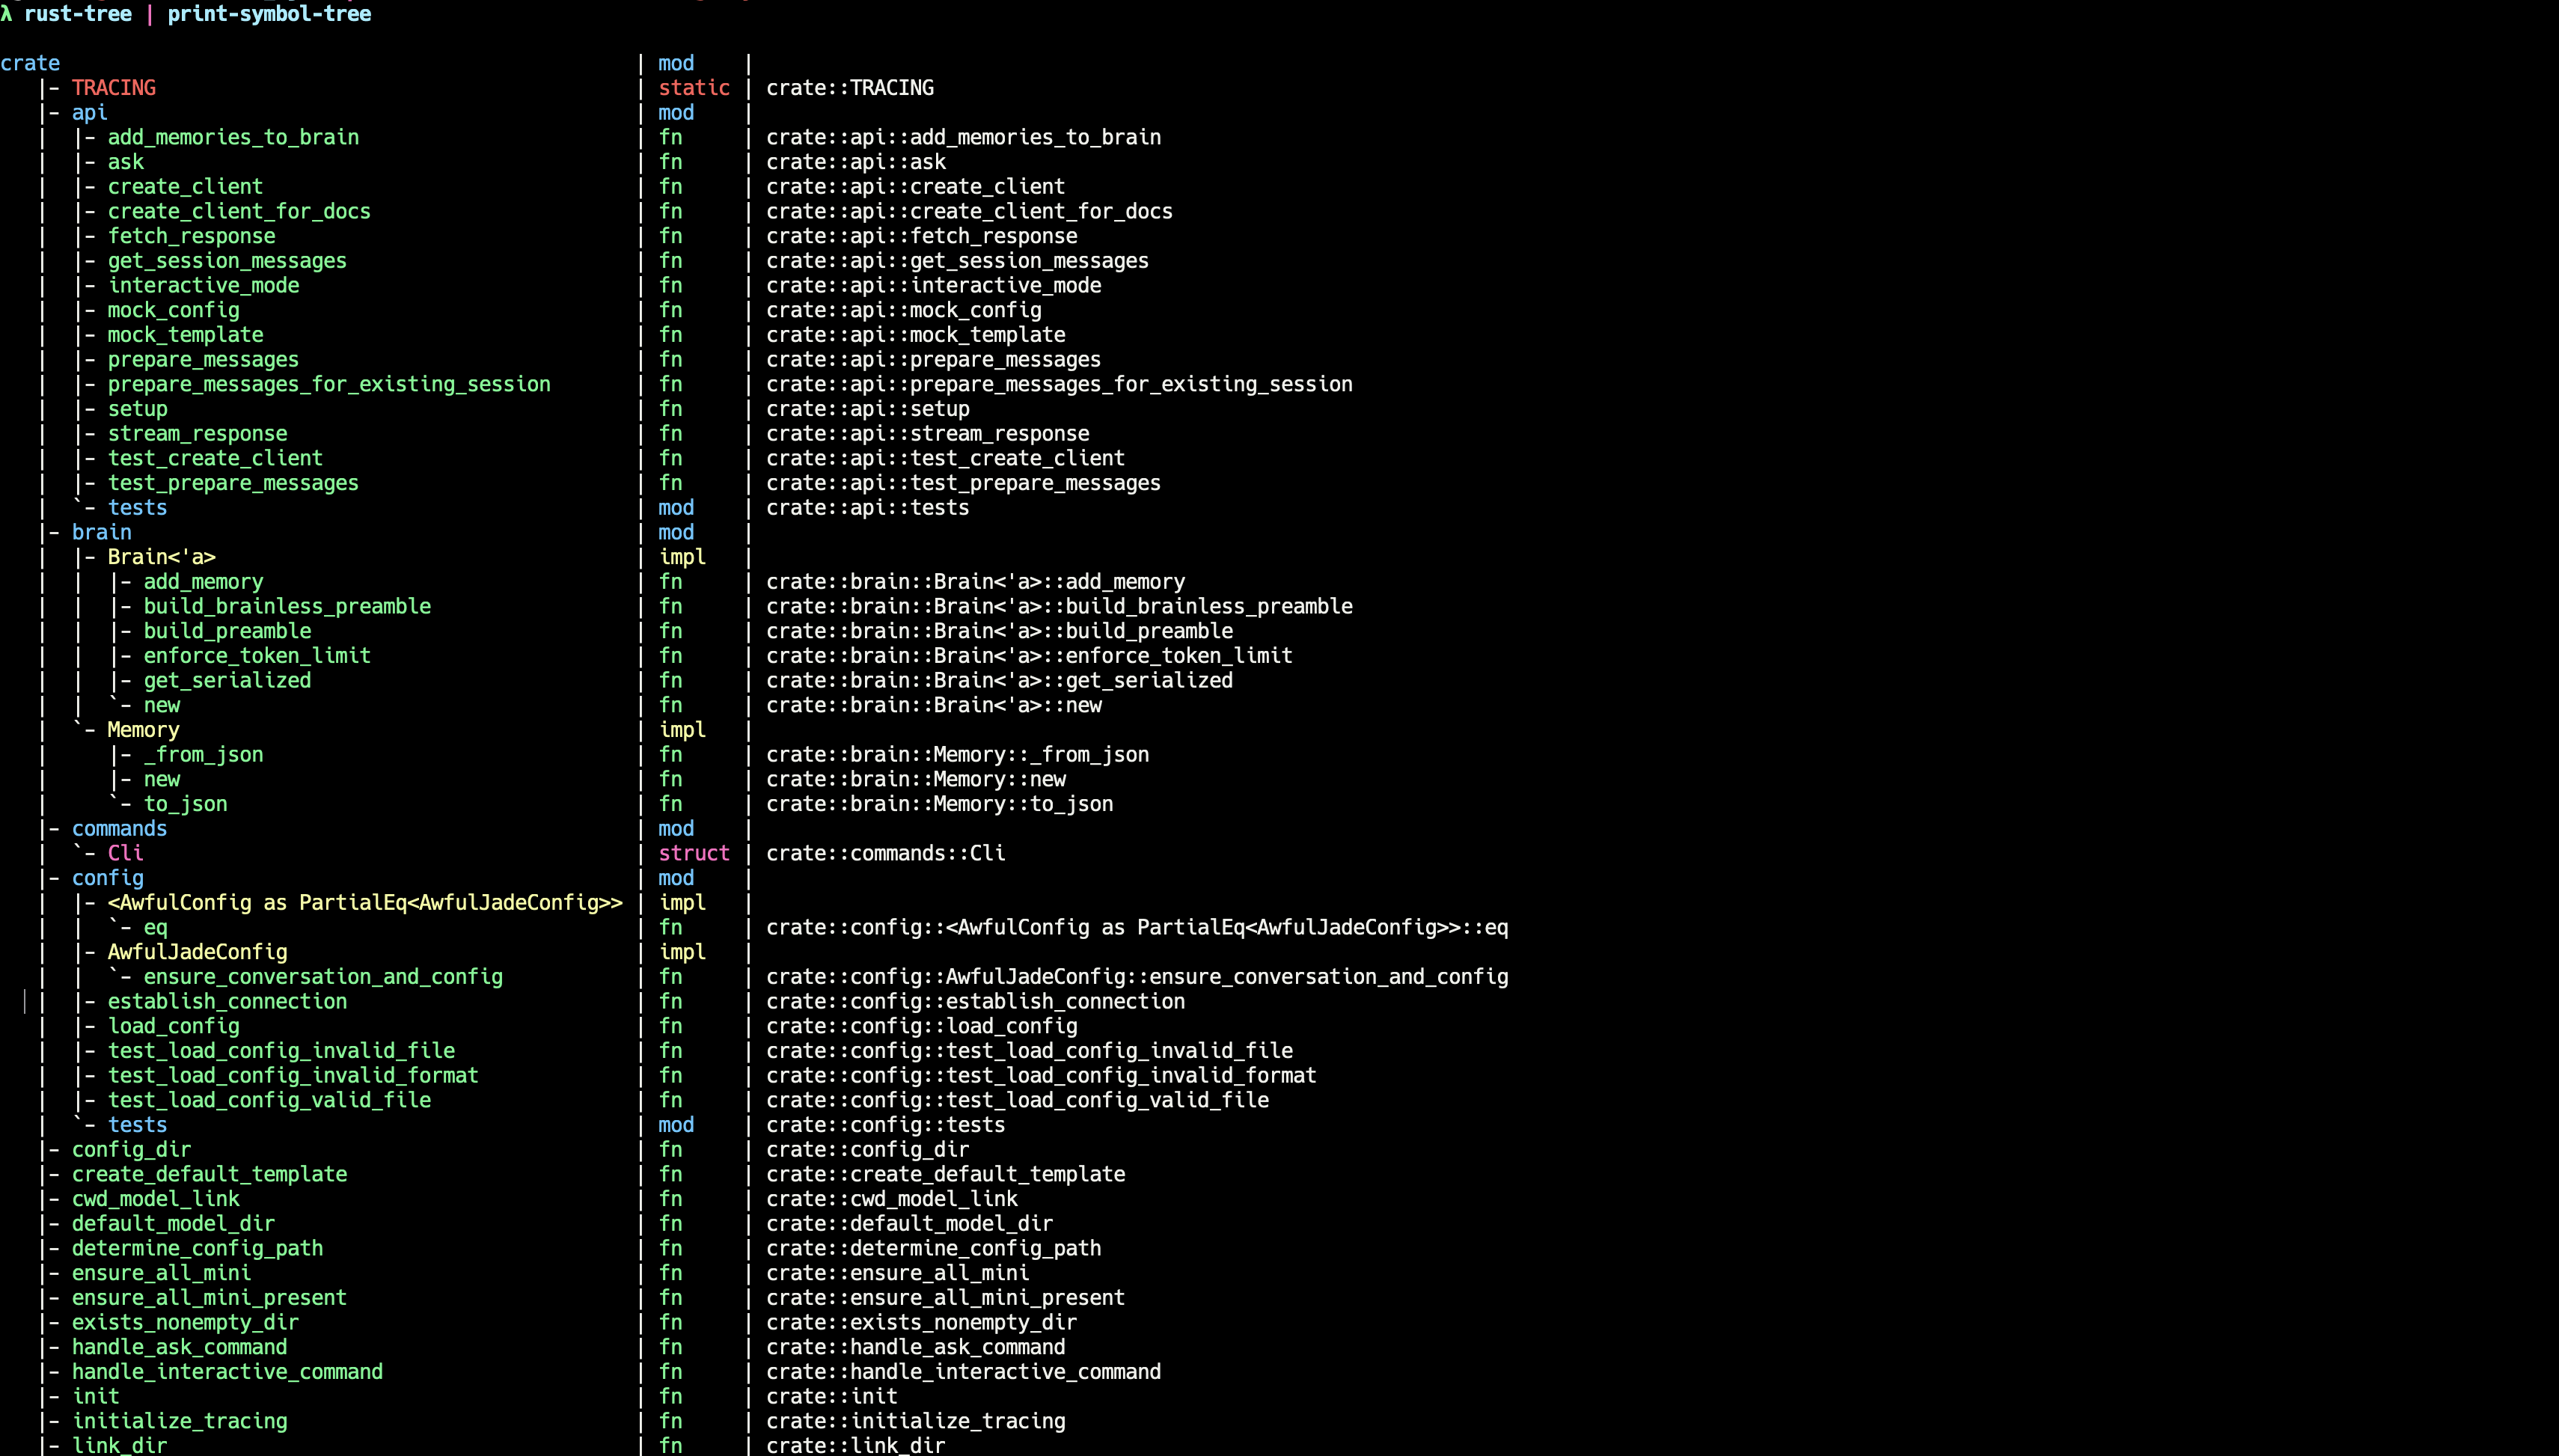 λ rust-tree | print-symbol-tree
crate | mod |
|- TRACING | static | crate::TRACING
|- api | mod |
| |- add_memories_to_brain | fn | crate::api::add_memories_to_brain
| |- ask | fn | crate::api::ask
| |- create_client | fn | crate::api::create_client
| |- create_client_for_docs | fn | crate::api::create_client_for_docs
| |- fetch_response | fn | crate::api::fetch_response
| |- get_session_messages | fn | crate::api::get_session_messages
| |- interactive_mode | fn | crate::api::interactive_mode
| |- mock_config | fn | crate::api::mock_config
| |- mock_template | fn | crate::api::mock_template
| |- prepare_messages | fn | crate::api::prepare_messages
| |- prepare_messages_for_existing_session | fn | crate::api::prepare_messages_for_existing_session
| |- setup | fn | crate::api::setup
| |- stream_response | fn | crate::api::stream_response
| |- test_create_client | fn | crate::api::test_create_client
| |- test_prepare_messages | fn | crate::api::test_prepare_messages
| `- tests | mod | crate::api::tests
|- brain | mod |
| |- Brain<'a> | impl |
| | |- add_memory | fn | crate::brain::Brain<'a>::add_memory
| | |- build_brainless_preamble | fn | crate::brain::Brain<'a>::build_brainless_preamble
| | |- build_preamble | fn | crate::brain::Brain<'a>::build_preamble
| | |- enforce_token_limit | fn | crate::brain::Brain<'a>::enforce_token_limit
| | |- get_serialized | fn | crate::brain::Brain<'a>::get_serialized
| | `- new | fn | crate::brain::Brain<'a>::new
| `- Memory | impl |
| |- _from_json | fn | crate::brain::Memory::_from_json
| |- new | fn | crate::brain::Memory::new
| `- to_json | fn | crate::brain::Memory::to_json
|- commands | mod |
| `- Cli | struct | crate::commands::Cli
|- config | mod |
| |- <AwfulConfig as PartialEq<AwfulJadeConfig>> | impl |
| | `- eq | fn | crate::config::<AwfulConfig as PartialEq<AwfulJadeConfig>>::eq
| |- AwfulJadeConfig | impl |
| | `- ensure_conversation_and_config | fn | crate::config::AwfulJadeConfig::ensure_conversation_and_config
| |- establish_connection | fn | crate::config::establish_connection
| |- load_config | fn | crate::config::load_config
| |- test_load_config_invalid_file | fn | crate::config::test_load_config_invalid_file
| |- test_load_config_invalid_format | fn | crate::config::test_load_config_invalid_format
| |- test_load_config_valid_file | fn | crate::config::test_load_config_valid_file
| `- tests | mod | crate::config::tests
|- config_dir | fn | crate::config_dir
|- create_default_template | fn | crate::create_default_template
|- cwd_model_link | fn | crate::cwd_model_link
|- default_model_dir | fn | crate::default_model_dir
|- determine_config_path | fn | crate::determine_config_path
|- ensure_all_mini | fn | crate::ensure_all_mini
|- ensure_all_mini_present | fn | crate::ensure_all_mini_present
|- exists_nonempty_dir | fn | crate::exists_nonempty_dir
|- handle_ask_command | fn | crate::handle_ask_command
|- handle_interactive_command | fn | crate::handle_interactive_command
|- init | fn | crate::init
|- initialize_tracing | fn | crate::initialize_tracing
|- link_dir | fn | crate::link_dir